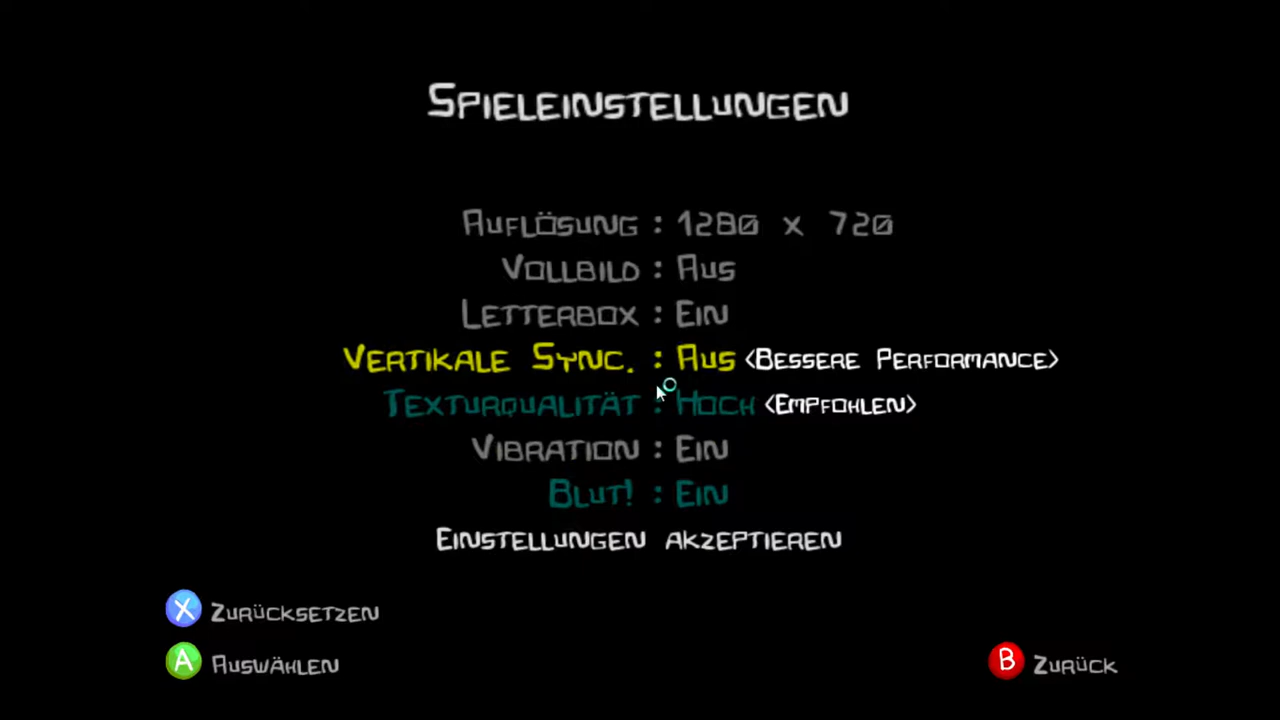 Spieleinstellungen
Auflösung : 1280 x 720
Vollbild : Aus
Letterbox : Ein
Vertikale Sync. : Aus <Bessere Performance>
Texturqualität : Hoch <Empfohlen>
Vibration : Ein
Blut! : Ein
Einstellungen akzeptieren
X Zurücksetzen
A Auswählen
B Zurück